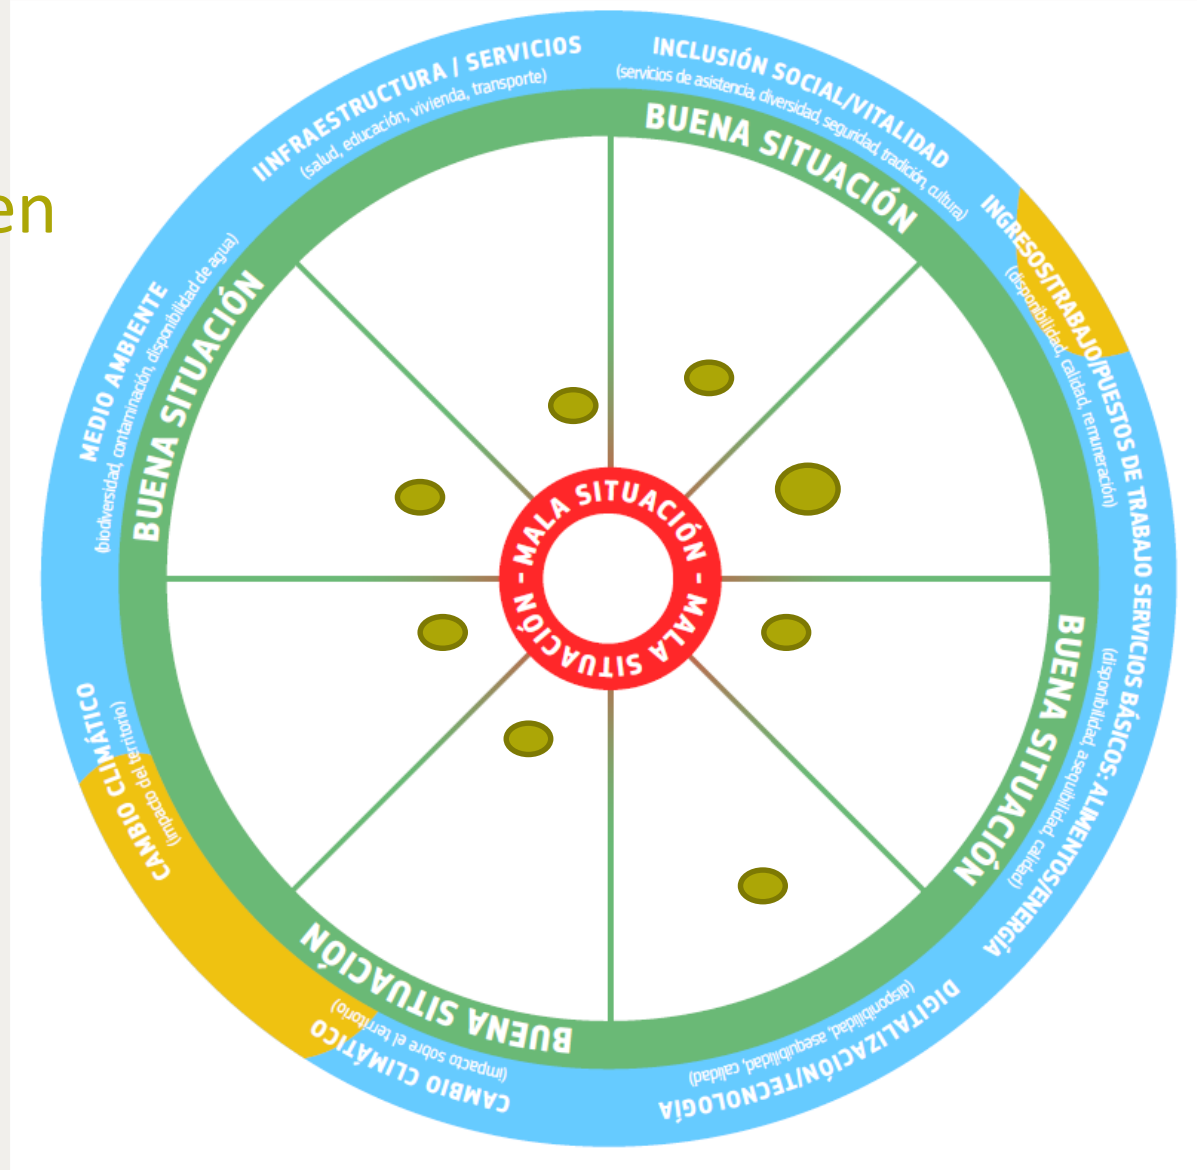 en
IINFRAESTRUCTURA / SERVICIOS
(salud, educación, vivienda, transporte)
INCLUSIÓN SOCIAL/VITALIDAD
(servicios de asistencia, diversidad, seguridad, tradición, cultura)
BUENA SITUACIÓN
INGRESOS/TRABAJO/PUESTOS DE TRABAJO
(disponibilidad, calidad, remuneración)
SERVICIOS BÁSICOS: ALIMENTOS/ENERGÍA
(disponibilidad, asequibilidad, calidad)
BUENA SITUACIÓN
DIGITALIZACIÓN/TECNOLOGÍA
(disponibilidad, asequibilidad, calidad)
CAMBIO CLIMÁTICO
(impacto sobre el territorio)
BUENA SITUACIÓN
CAMBIO CLIMÁTICO
(impacto del territorio)
MEDIO AMBIENTE
(biodiversidad, contaminación, disponibilidad de agua)
BUENA SITUACIÓN
MALA SITUACIÓN - MALA SITUACIÓN -